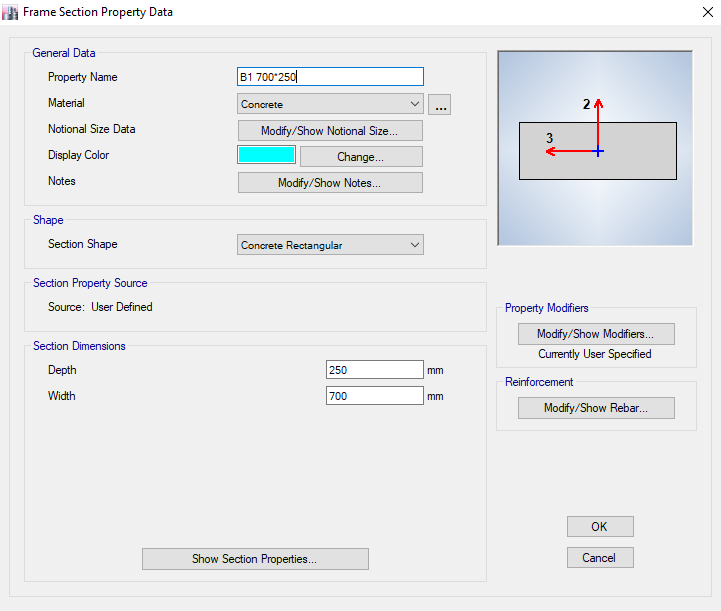 Frame Section Property Data
General Data
Property Name B1 700*250
Material Concrete ...
Notional Size Data Modify/Show Notional Size...
Display Color Change...
Notes Modify/Show Notes...
Shape
Section Shape Concrete Rectangular
Section Property Source
Source: User Defined
Section Dimensions
Depth 250 mm
Width 700 mm
Show Section Properties...
2
3
Property Modifiers
Modify/Show Modifiers...
Currently User Specified
Reinforcement
Modify/Show Rebar...
OK
Cancel